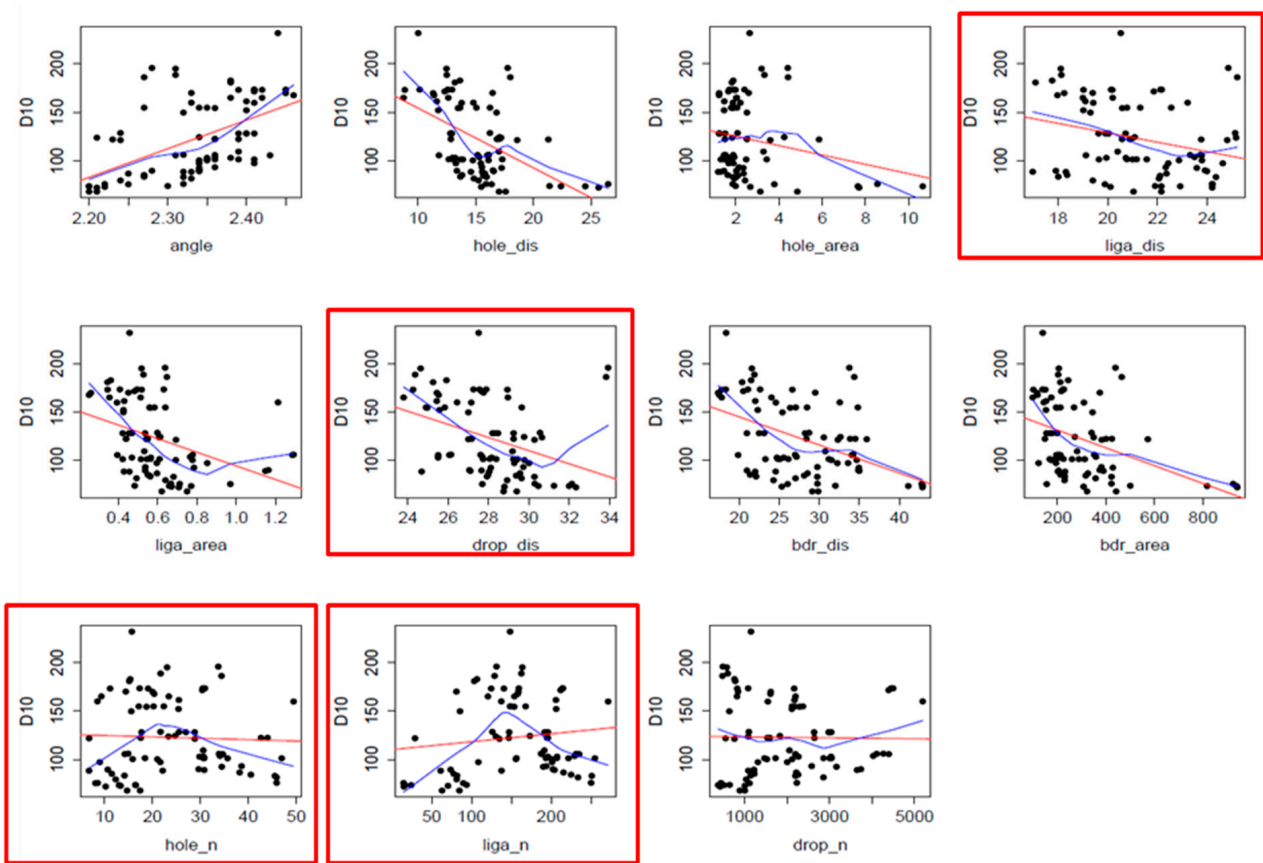 200
150
100
D10
2.20 2.30 2.40
angle
200
150
100
D10
10 15 20 25
hole_dis
200
150
100
D10
2 4 6 8 10
hole_area
200
150
100
D10
18 20 22 24
liga_dis
200
150
100
D10
0.4 0.6 0.8 1.0 1.2
liga_area
200
150
100
D10
24 26 28 30 32 34
drop_dis
200
150
100
D10
20 25 30 35 40
bdr_dis
200
150
100
D10
200 400 600 800
bdr_area
200
150
100
D10
10 20 30 40 50
hole_n
200
150
100
D10
50 100 200
liga_n
200
150
100
D10
1000 3000 5000
drop_n